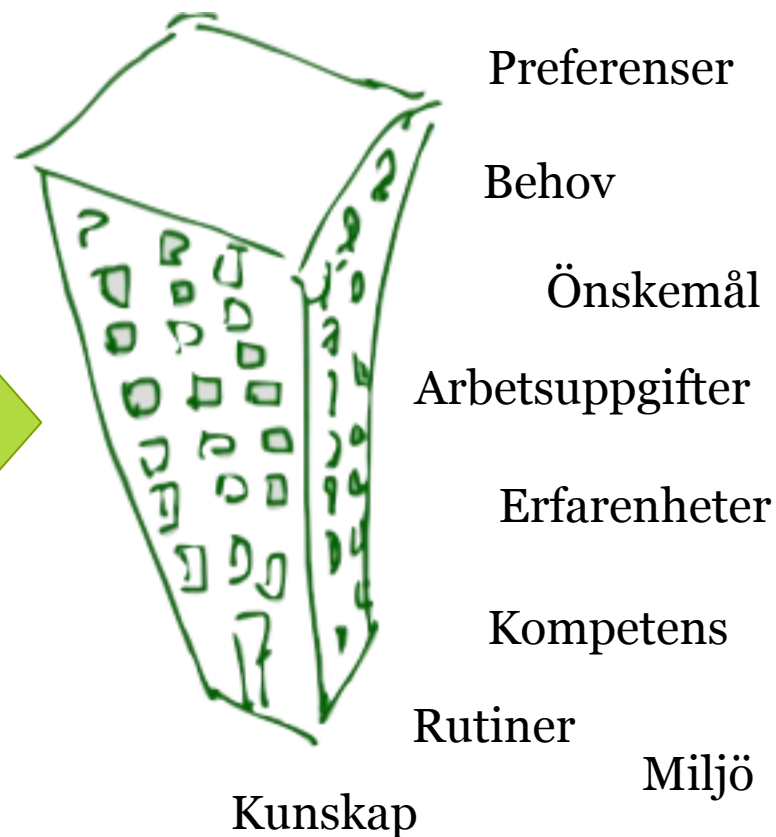 Preferenser
Behov
Önskemål
Arbetsuppgifter
Erfarenheter
Kompetens
Rutiner
Miljö
Kunskap